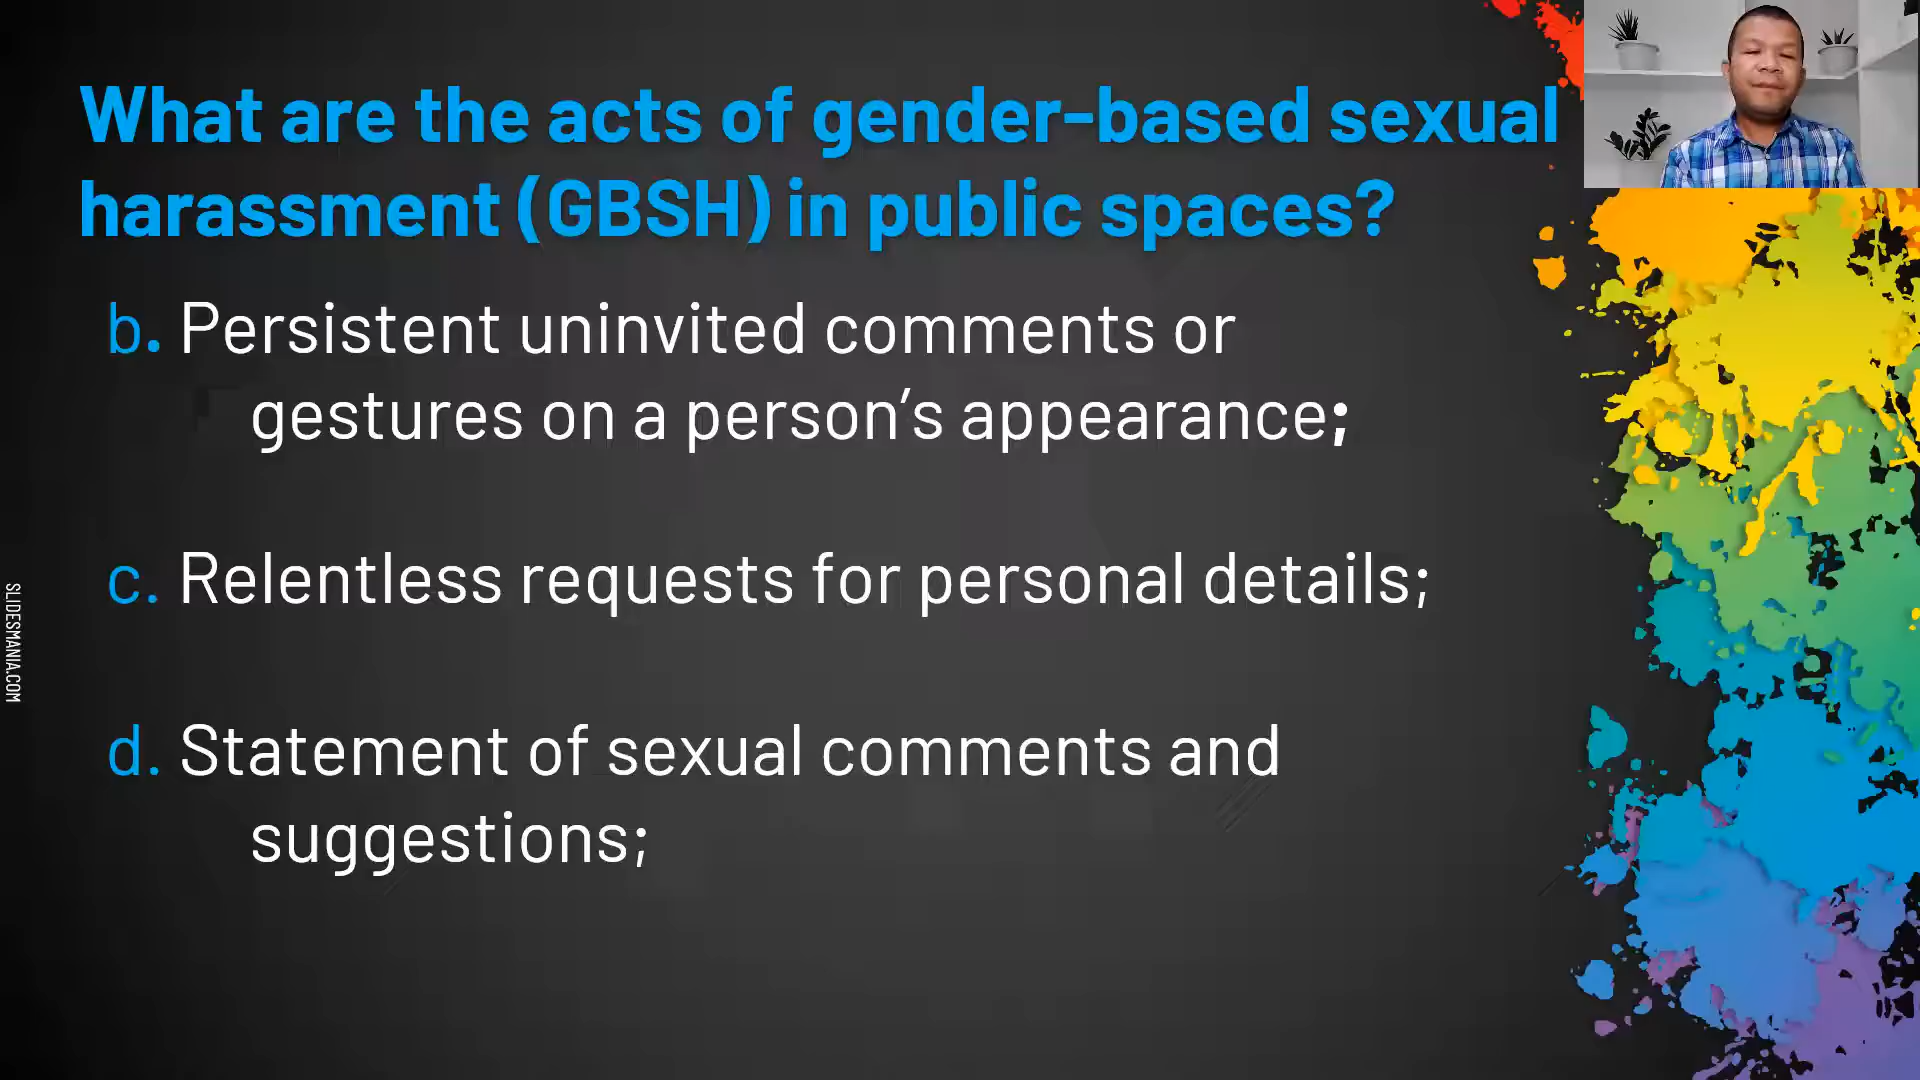 What are the acts of gender-based sexual
harassment (GBSH) in public spaces?
b. Persistent uninvited comments or
gestures on a person’s appearance;
c. Relentless requests for personal details;
d. Statement of sexual comments and
suggestions;
SLIDESMANIA.COM